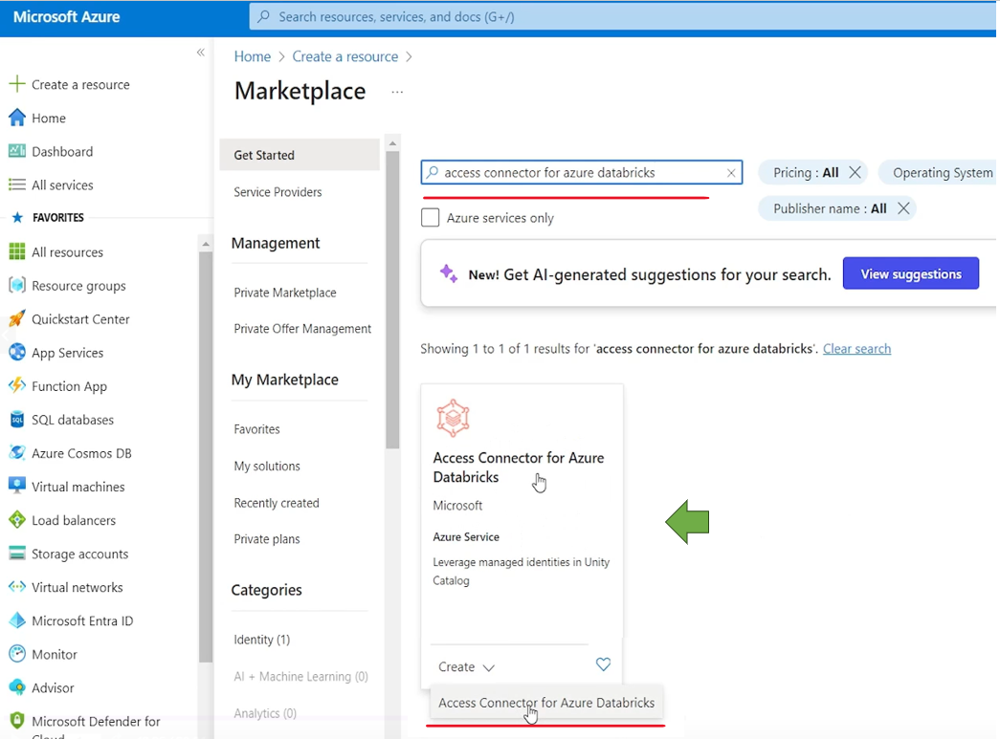 Microsoft Azure
Search resources, services, and docs (G+/)
«
Create a resource
Home
Dashboard
All services
FAVORITES
All resources
Resource groups
Quickstart Center
App Services
Function App
SQL databases
Azure Cosmos DB
Virtual machines
Load balancers
Storage accounts
Virtual networks
Microsoft Entra ID
Monitor
Advisor
Microsoft Defender for
Cloud
Home > Create a resource >
Marketplace ...
Get Started
Service Providers
Management
Private Marketplace
Private Offer Management
My Marketplace
Favorites
My solutions
Recently created
Private plans
Categories
Identity (1)
AI + Machine Learning (0)
Analytics (0)
access connector for azure databricks
Pricing : All
Operating System
Publisher name : All
Azure services only
New! Get AI-generated suggestions for your search.
View suggestions
Showing 1 to 1 of 1 results for 'access connector for azure databricks'. Clear search
Access Connector for Azure
Databricks
Microsoft
Azure Service
Leverage managed identities in Unity
Catalog
Create
Access Connector for Azure Databricks